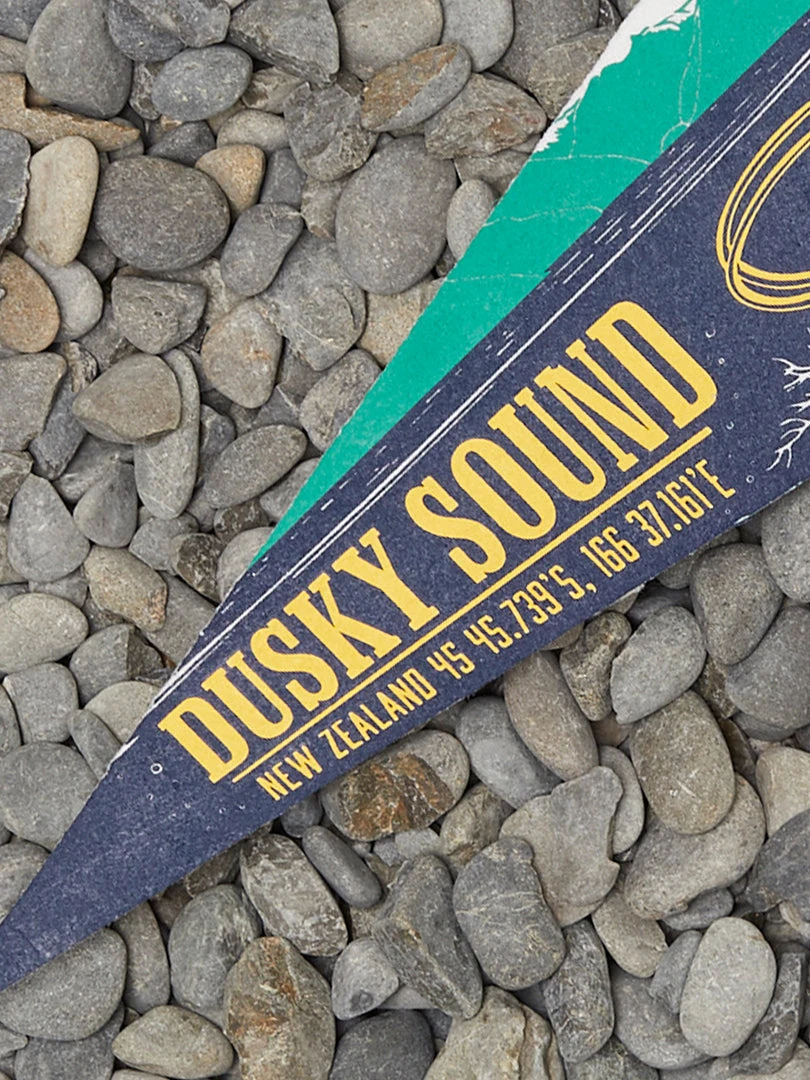 DUSKY SOUND
NEW ZEALAND 45 45.739'S, 166 37.161'E